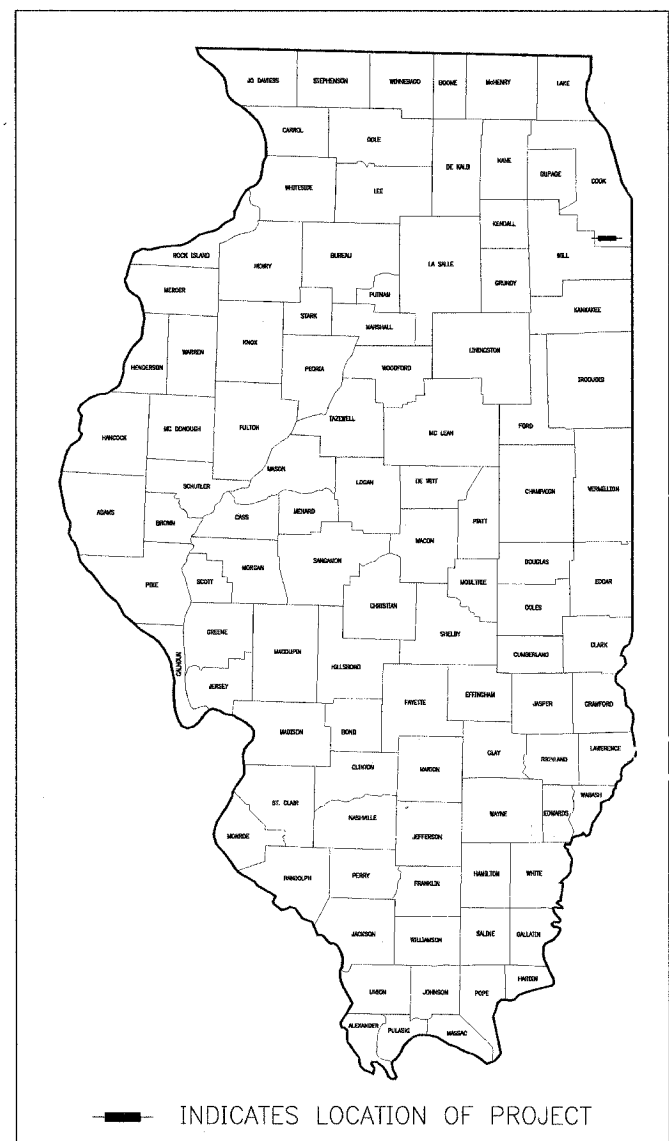 JO DAVIESS STEPHENSON WINNEBAGO BOONE McHENRY LAKE
CARROL OGLE DE KALB KANE DUPAGE COOK
WHITESIDE LEE KENDALL
ROCK ISLAND HENRY BUREAU LA SALLE GRUNDY WILL
MERCER STARK PUTNAM KANKAKEE
MARSHALL
HENDERSON WARREN KNOX PEORIA WOODFORD LIVINGSTON IROQUOIS
HANCOCK MC DONOUGH FULTON TAZEWELL MC LEAN FORD
MASON
ADAMS SCHUYLER LOGAN DE WITT CHAMPAIGN VERMILLION
BROWN CASS MENARD MACON PIATT
PIKE SCOTT MORGAN SANGAMON MOULTRIE DOUGLAS EDGAR
CHRISTIAN COLES
CALHOUN GREENE MACOUPIN HILLSBORO SHELBY CUMBERLAND CLARK
JERSEY FAYETTE EFFINGHAM JASPER CRAWFORD
MADISON BOND CLAY RICHLAND LAWRENCE
CLINTON MARION
ST. CLAIR NASHVILLE WAYNE EDWARDS WABASH
MONROE JEFFERSON
RANDOLPH PERRY FRANKLIN HAMILTON WHITE
JACKSON WILLIAMSON SALINE GALLATIN
UNION JOHNSON POPE HARDIN
ALEXANDER PULASKI MASSAC
INDICATES LOCATION OF PROJECT